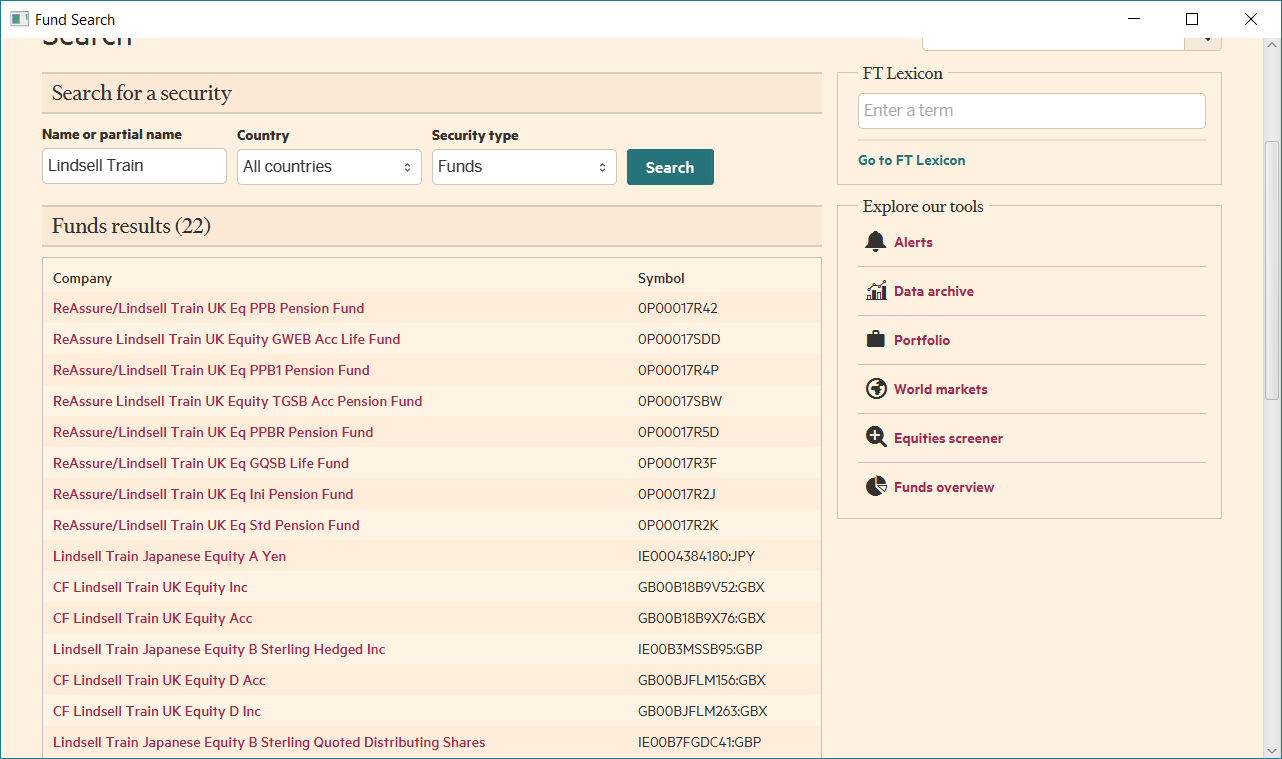 Fund Search
Search
Search for a security
Name or partial name
Country
Security type
Lindsell Train
All countries
Funds
Search
Funds results (22)
Company Symbol
ReAssure/Lindsell Train UK Eq PPB Pension Fund 0P00017R42
ReAssure Lindsell Train UK Equity GWEB Acc Life Fund 0P00017SDD
ReAssure/Lindsell Train UK Eq PPB1 Pension Fund 0P00017R4P
ReAssure Lindsell Train UK Equity TGSB Acc Pension Fund 0P00017SBW
ReAssure/Lindsell Train UK Eq PPBR Pension Fund 0P00017R5D
ReAssure/Lindsell Train UK Eq GQSB Life Fund 0P00017R3F
ReAssure/Lindsell Train UK Eq Ini Pension Fund 0P00017R2J
ReAssure/Lindsell Train UK Eq Std Pension Fund 0P00017R2K
Lindsell Train Japanese Equity A Yen IE0004384180:JPY
CF Lindsell Train UK Equity Inc GB00B18B9V52:GBX
CF Lindsell Train UK Equity Acc GB00B18B9X76:GBX
Lindsell Train Japanese Equity B Sterling Hedged Inc IE00B3MSSB95:GBP
CF Lindsell Train UK Equity D Acc GB00BJFLM156:GBX
CF Lindsell Train UK Equity D Inc GB00BJFLM263:GBX
Lindsell Train Japanese Equity B Sterling Quoted Distributing Shares IE00B7FGDC41:GBP
FT Lexicon
Enter a term
Go to FT Lexicon
Explore our tools
Alerts
Data archive
Portfolio
World markets
Equities screener
Funds overview